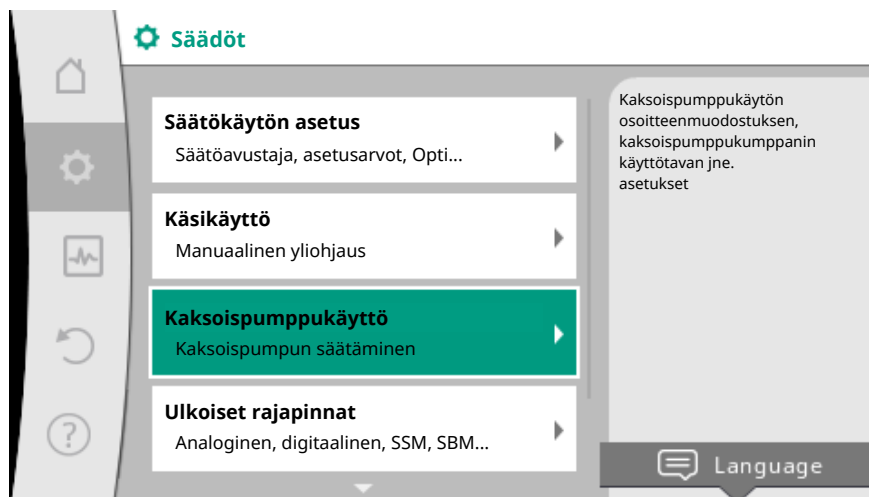 Säädöt
Säätökäytön asetus
Säätöavustaja, asetusarvot, Opti...
Käsikäyttö
Manuaalinen yliohjaus
Kaksoispumppukäyttö
Kaksoispumpun säätäminen
Ulkoiset rajapinnat
Analoginen, digitaalinen, SSM, SBM...
Kaksoispumppukäytön
osoitteenmuodostuksen,
kaksoispumppukumppanin
käyttötavan jne.
asetukset
Language